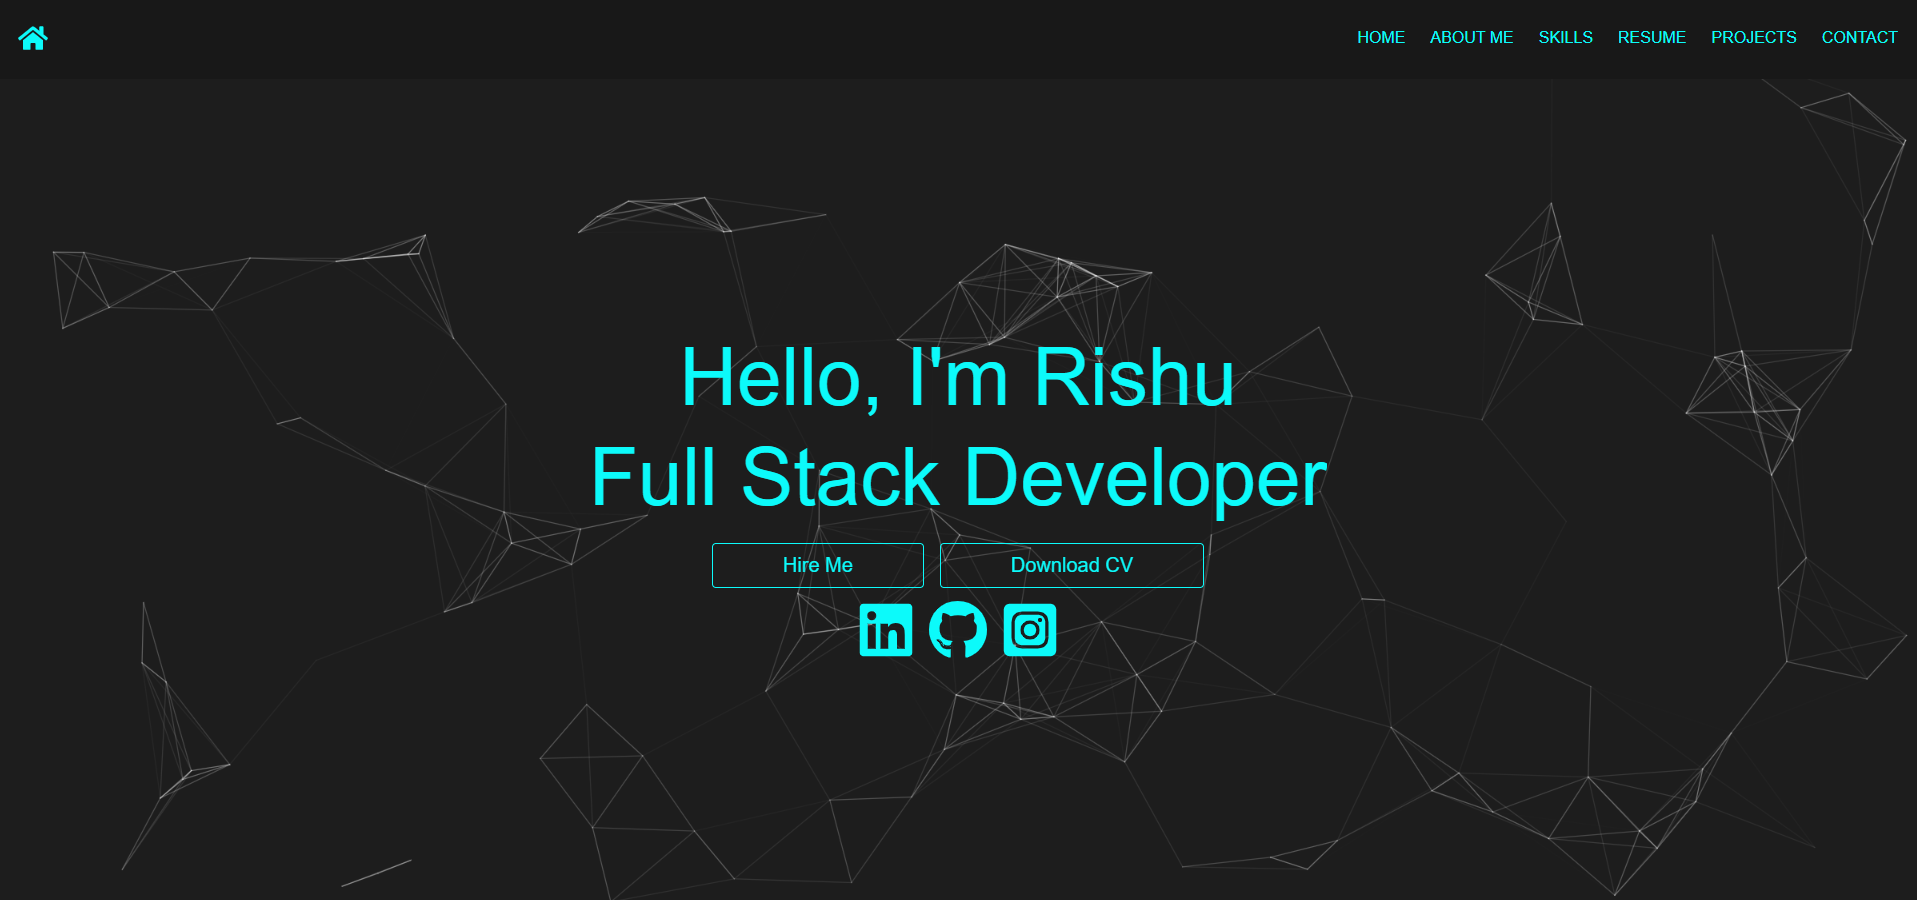 HOME ABOUT ME SKILLS RESUME PROJECTS CONTACT
Hello, I'm Rishu
Full Stack Developer
Hire Me Download CV